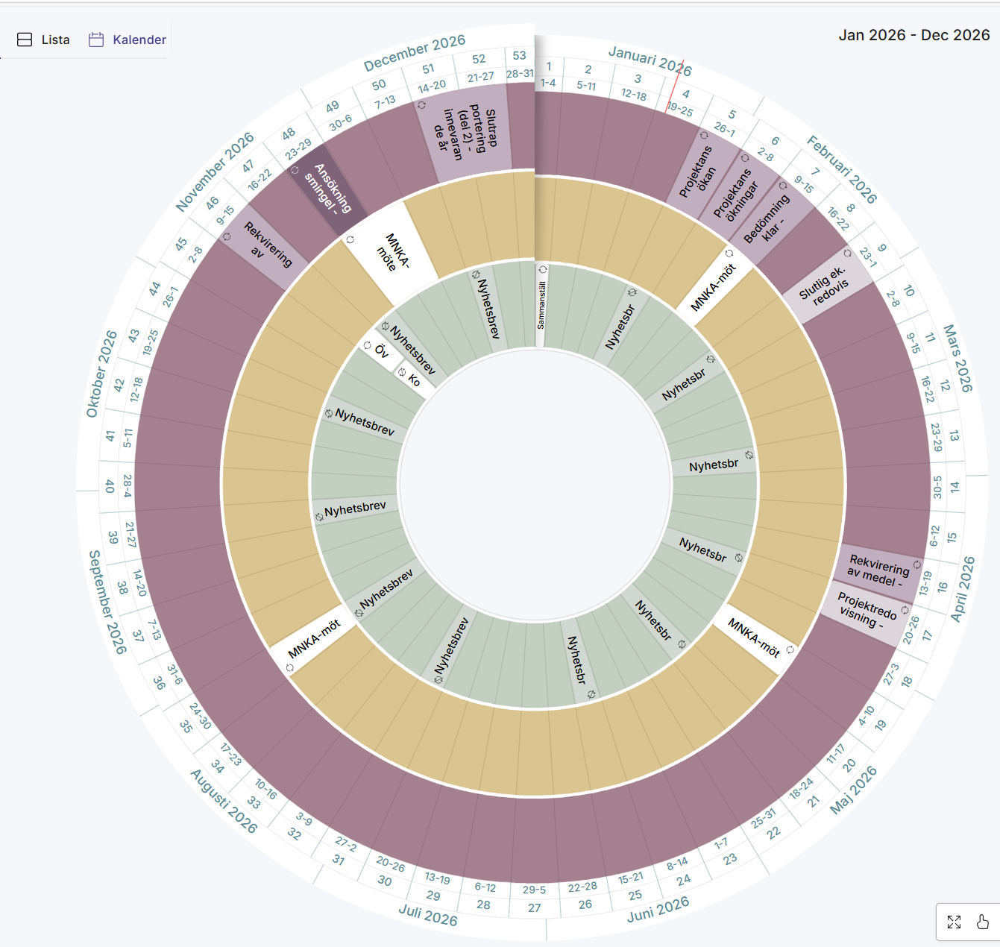 Lista
Kalender
Jan 2026 - Dec 2026
Januari 2026
Februari 2026
Mars 2026
April 2026
Maj 2026
Juni 2026
Juli 2026
Augusti 2026
September 2026
Oktober 2026
November 2026
December 2026
1
1-4
2
5-11
3
12-18
4
19-25
5
26-1
6
2-8
7
9-15
8
16-22
9
23-1
10
2-8
11
9-15
12
16-22
13
23-29
14
30-5
15
6-12
16
13-19
17
20-26
18
27-3
19
4-10
20
11-17
21
18-24
22
25-31
23
1-7
24
8-14
25
15-21
26
22-28
27
29-5
28
6-12
29
13-19
30
20-26
31
27-2
32
3-9
33
10-16
34
17-23
35
24-30
36
31-6
37
7-13
38
14-20
39
21-27
40
28-4
41
5-11
42
12-18
43
19-25
44
26-1
45
2-8
46
9-15
47
16-22
48
23-29
49
30-6
50
7-13
51
14-20
52
21-27
53
28-31
Projektans
ökan
Projektans
ökningar
Bedömning
klar -
Slutlig ek.
redovis
Rekvirering
av medel -
Projektredo
visning -
Rekvirering
av
Ansökning
smingel -
Slutrap
portering
(del 2) -
innevaran
de år
MNKA-möt
MNKA-möt
MNKA-möt
MNKA-
möte
Sammanställ
Nyhetsbr
Nyhetsbr
Nyhetsbr
Nyhetsbr
Nyhetsbr
Nyhetsbr
Nyhetsbrev
Nyhetsbrev
Nyhetsbrev
Nyhetsbrev
Öv
Ko
Nyhetsbrev
Nyhetsbrev